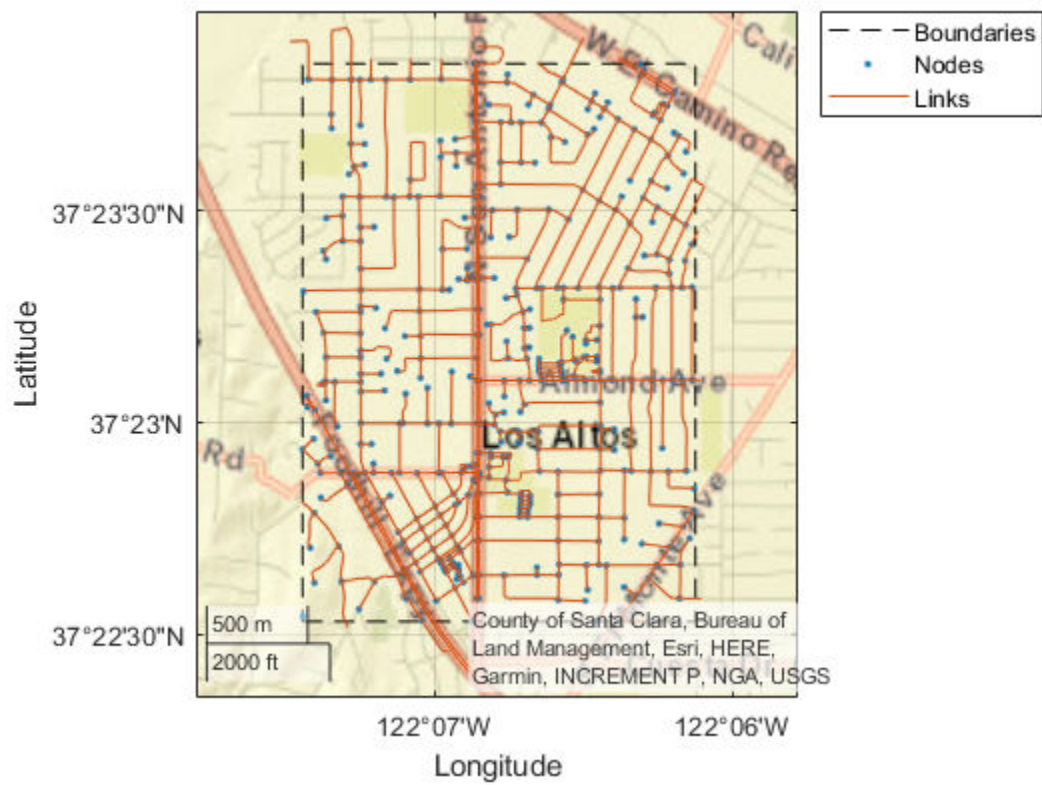 Boundaries
Nodes
Links
W El Camino Re
Cali
37°23'30"N
Almond Ave
37°23'N
Los Altos
Rd
Foothill Expy
37°22'30"N
500 m
2000 ft
County of Santa Clara, Bureau of
Land Management, Esri, HERE,
Garmin, INCREMENT P, NGA, USGS
122°07'W
122°06'W
Longitude
Latitude